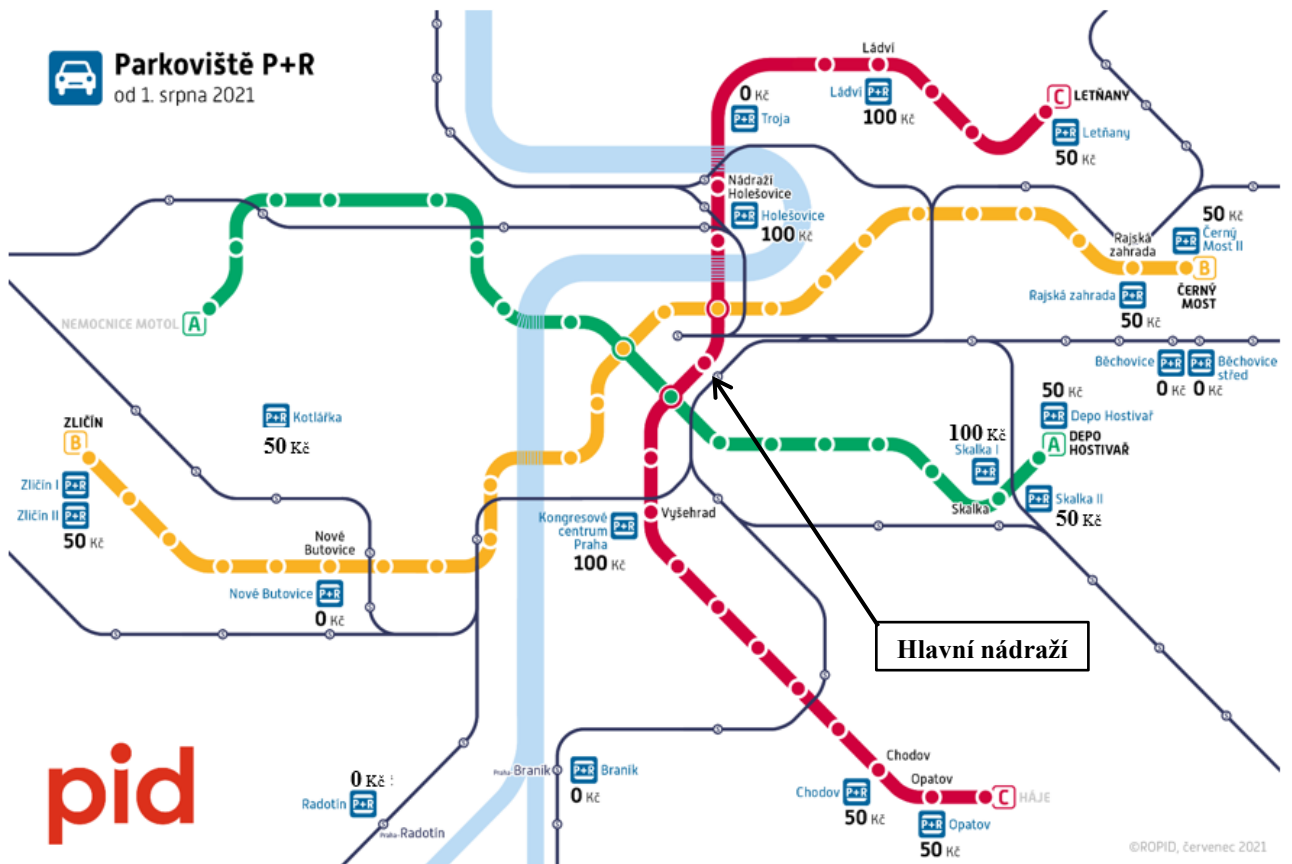 Parkoviště P+R
od 1. srpna 2021
Ládví
0 Kč
P+R Troja
Ládví P+R
100 Kč
C LETŇANY
P+R Letňany
50 Kč
Nádraží
Holešovice
P+R Holešovice
100 Kč
50 Kč
P+R Černý
Most II
Rajská
zahrada
B
ČERNÝ
MOST
Rajská zahrada P+R
50 Kč
NEMOCNICE MOTOL A
Běchovice P+R
0 Kč
P+R Běchovice
střed
0 Kč
50 Kč
P+R Depo Hostivař
A DEPO
HOSTIVAŘ
P+R Kotlářka
50 Kč
ZLIČÍN
B
Zličín I P+R
Zličín II P+R
50 Kč
100 Kč
Skalka I
P+R
Skalka
P+R Skalka II
50 Kč
Vyšehrad
Kongresové
centrum
Praha
P+R
100 Kč
Nové
Butovice
Nové Butovice P+R
0 Kč
Hlavní nádraží
pid
0 Kč :
Radotín P+R
Praha-Radotín
Praha-Braník
P+R Braník
0 Kč
Chodov
Chodov P+R
50 Kč
Opatov
C HÁJE
P+R Opatov
50 Kč
©ROPID, červenec 2021